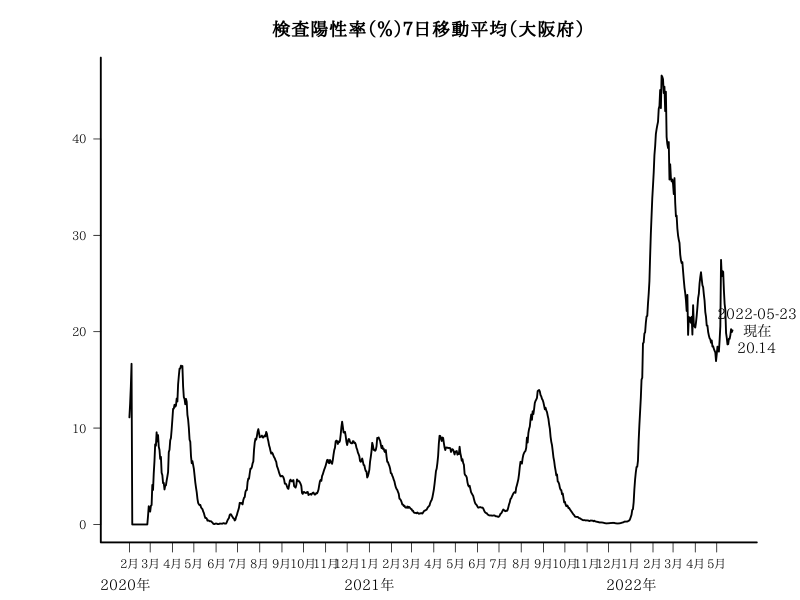 検査陽性率(%)7日移動平均(大阪府)
40
30
20
10
0
2022-05-23
現在
20.14
2月 3月 4月 5月 6月 7月 8月 9月 10月 11月 12月 1月 2月 3月 4月 5月 6月 7月 8月 9月 10月 11月 12月 1月 2月 3月 4月 5月
2020年 2021年 2022年